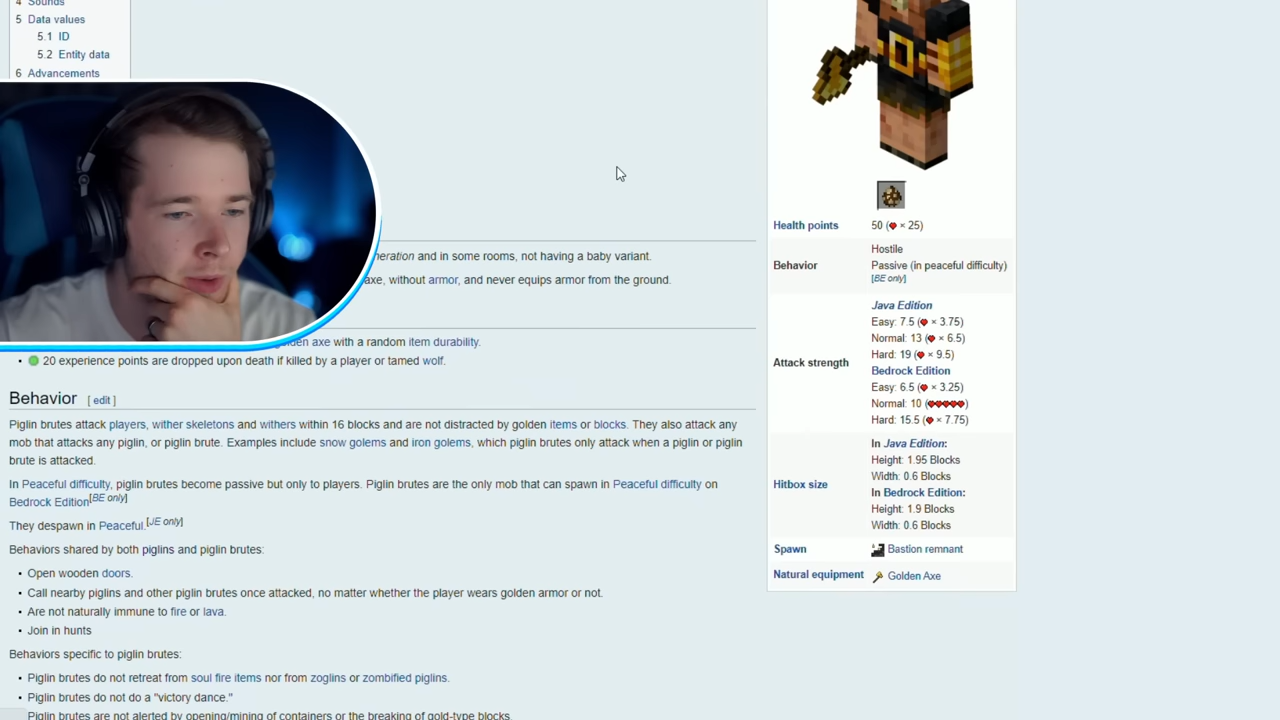 4 Sounds
5 Data values
5.1 ID
5.2 Entity data
6 Advancements
and in some rooms, not having a baby variant.
axe, without armor, and never equips armor from the ground.
axe with a random item durability.
• 20 experience points are dropped upon death if killed by a player or tamed wolf.
Behavior [ edit ]
Piglin brutes attack players, wither skeletons and withers within 16 blocks and are not distracted by golden items or blocks. They also attack any
mob that attacks any piglin, or piglin brute. Examples include snow golems and iron golems, which piglin brutes only attack when a piglin or piglin
brute is attacked.
In Peaceful difficulty, piglin brutes become passive but only to players. Piglin brutes are the only mob that can spawn in Peaceful difficulty on
Bedrock Edition[BE only]
They despawn in Peaceful.[JE only]
Behaviors shared by both piglins and piglin brutes:
• Open wooden doors.
• Call nearby piglins and other piglin brutes once attacked, no matter whether the player wears golden armor or not.
• Are not naturally immune to fire or lava.
• Join in hunts
Behaviors specific to piglin brutes:
• Piglin brutes do not retreat from soul fire items nor from zoglins or zombified piglins.
• Piglin brutes do not do a "victory dance."
Piglin brutes are not alerted by opening/mining of containers or the breaking of gold-type blocks.
Health points 50 (♥ × 25)
Behavior
Hostile
Passive (in peaceful difficulty)
[BE only]
Attack strength
Java Edition
Easy: 7.5 (♥ × 3.75)
Normal: 13 (♥ × 6.5)
Hard: 19 (♥ × 9.5)
Bedrock Edition
Easy: 6.5 (♥ × 3.25)
Normal: 10 (♥♥♥♥♥)
Hard: 15.5 (♥ × 7.75)
Hitbox size
In Java Edition:
Height: 1.95 Blocks
Width: 0.6 Blocks
In Bedrock Edition:
Height: 1.9 Blocks
Width: 0.6 Blocks
Spawn Bastion remnant
Natural equipment Golden Axe